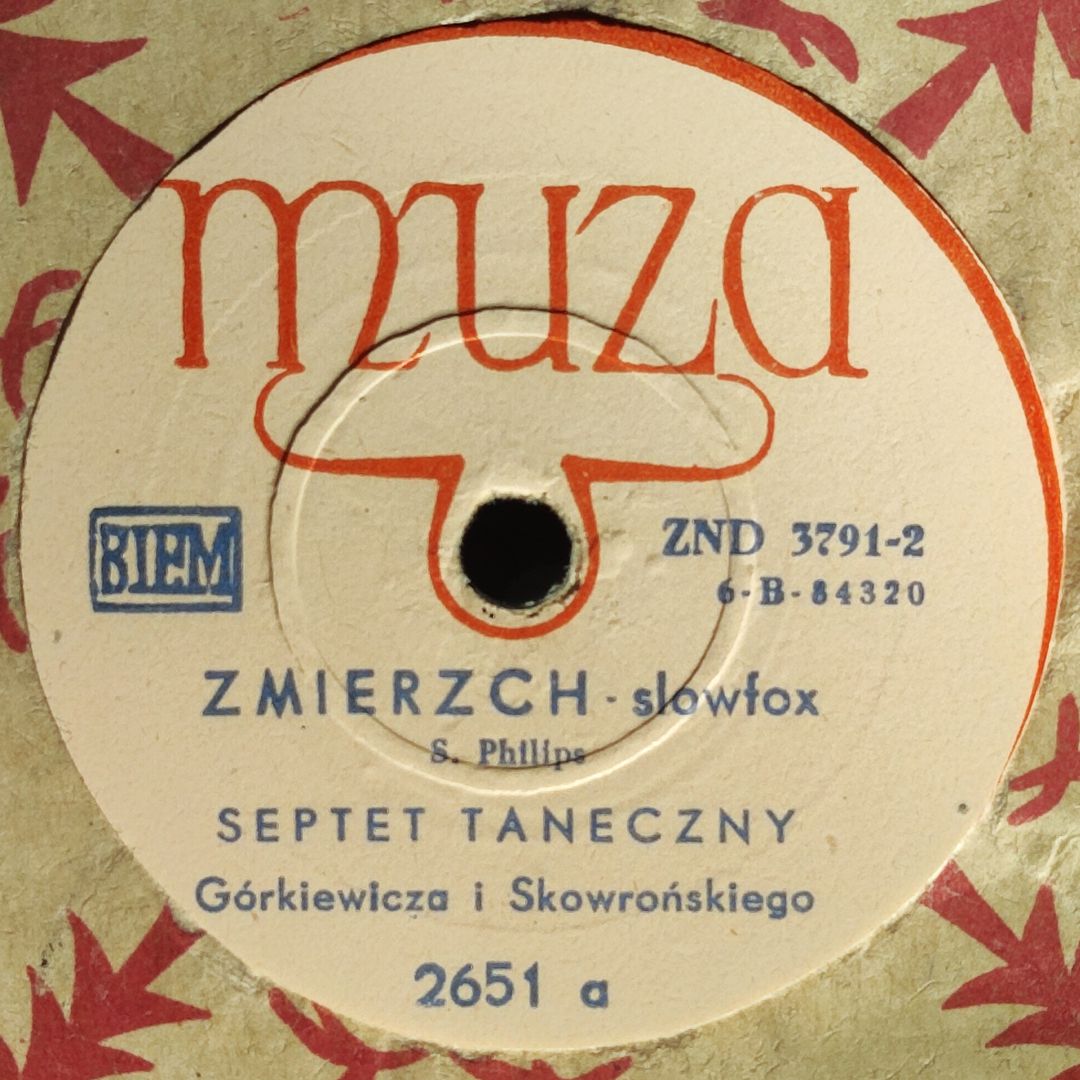 muza
BIEM
ZND 3791-2
6-B-84320
ZMIERZCH - slowfox
S. Philips
SEPTET TANECZNY
Górkiewicza i Skowrońskiego
2651 a